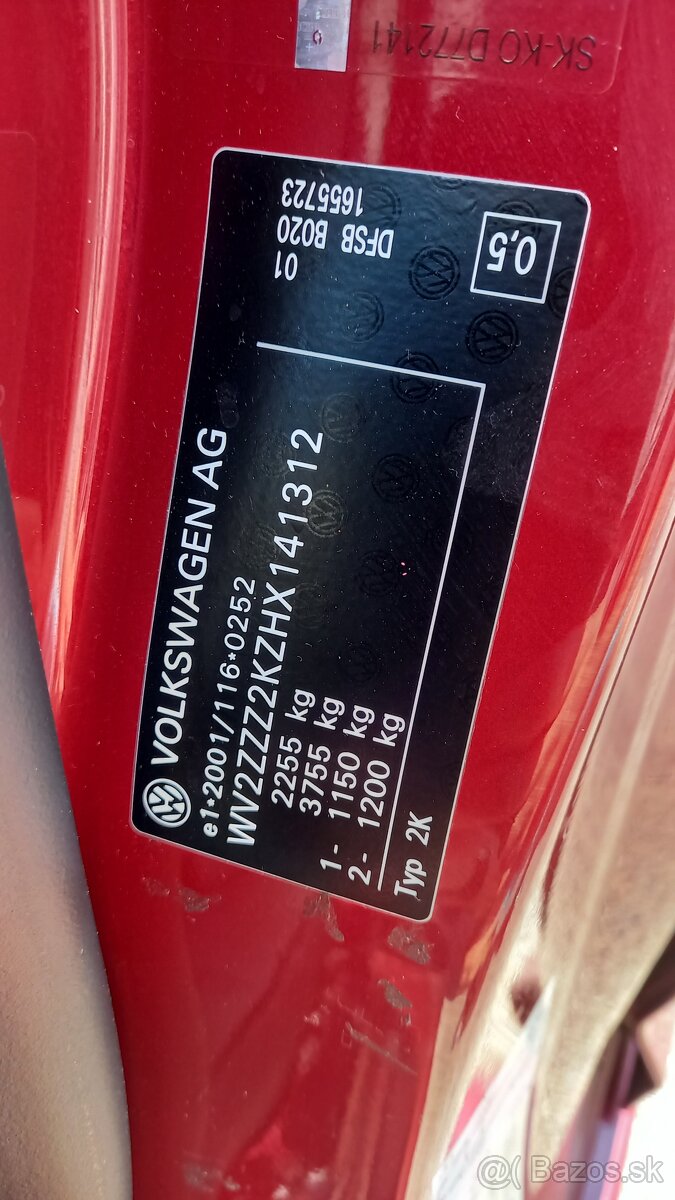 SK-KO D772141
VOLKSWAGEN AG
e1*2001/116*0252
WV2ZZZ2KZHX141312
2255 kg
3755 kg
1- 1150 kg
2- 1200 kg
Typ 2K
01
DFSB B020
1655723
0,5
@( Bazos.sk